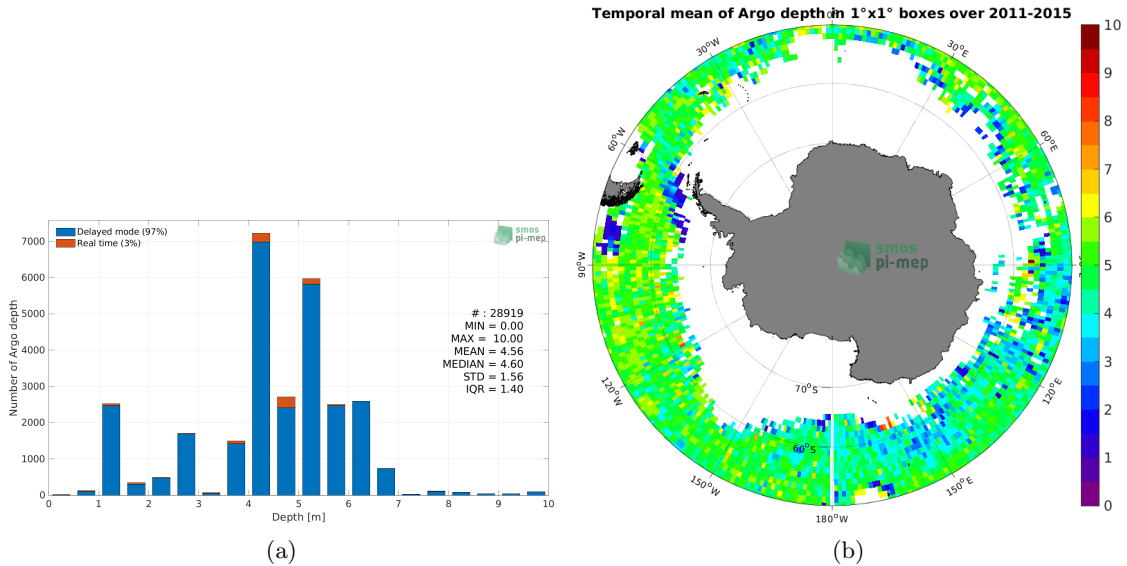 Delayed mode (97%)
Real time (3%)
smos
pi-mep
# : 28919
MIN = 0.00
MAX = 10.00
MEAN = 4.56
MEDIAN = 4.60
STD = 1.56
IQR = 1.40
Number of Argo depth
7000
6000
5000
4000
3000
2000
1000
0
0 1 2 3 4 5 6 7 8 9 10
Depth [m]
(a)
Temporal mean of Argo depth in 1°x1° boxes over 2011-2015
30°W
30°E
60°W
60°E
90°W
120°W
120°E
150°W
150°E
180°W
70°S
60°S
smos
pi-mep
10
9
8
7
6
5
4
3
2
1
0
(b)